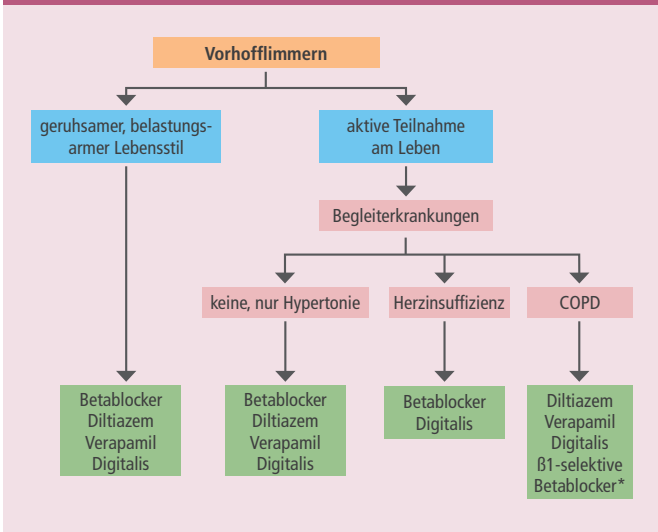 Vorhofflimmern
geruhsamer, belastungs-
armer Lebensstil
aktive Teilnahme
am Leben
Begleiterkrankungen
keine, nur Hypertonie
Herzinsuffizienz
COPD
Betablocker
Diltiazem
Verapamil
Digitalis
Betablocker
Diltiazem
Verapamil
Digitalis
Betablocker
Digitalis
Diltiazem
Verapamil
Digitalis
ß1-selektive
Betablocker*